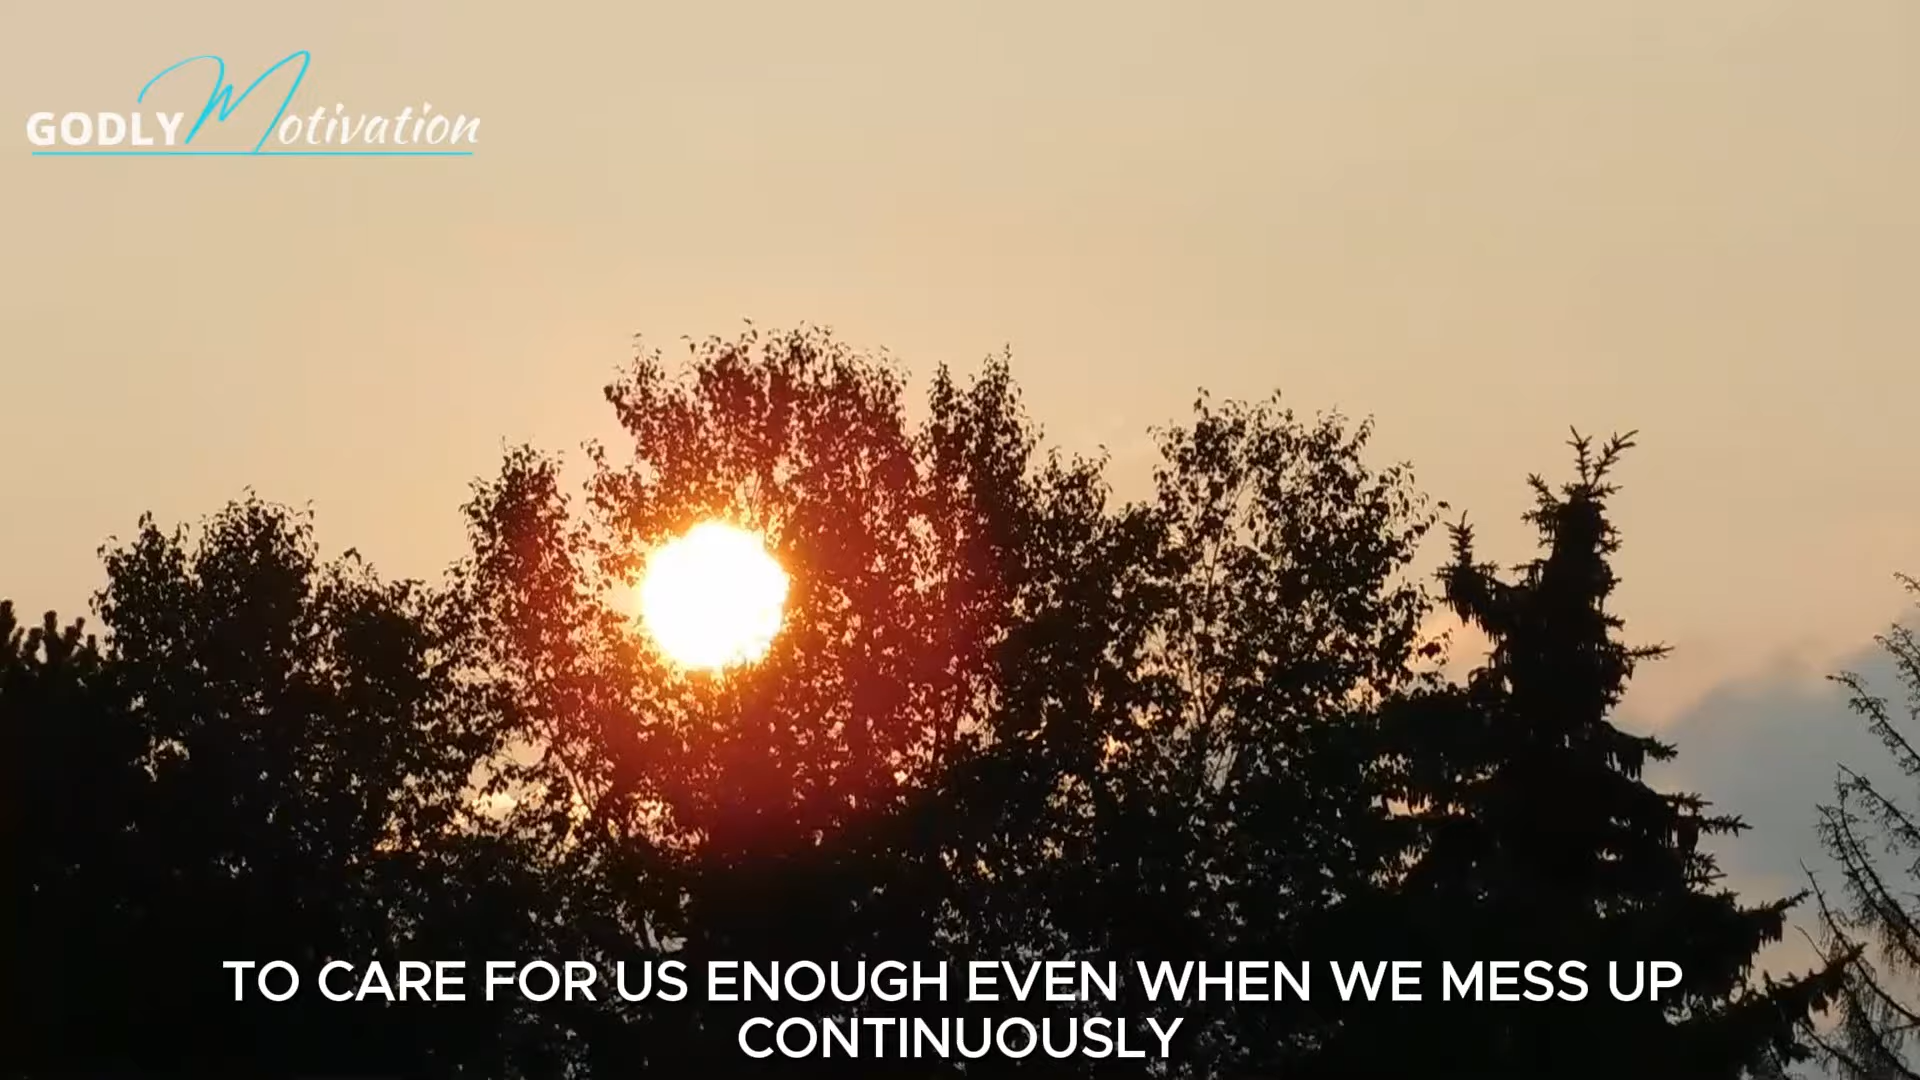 GODLY Motivation
TO CARE FOR US ENOUGH EVEN WHEN WE MESS UP
CONTINUOUSLY